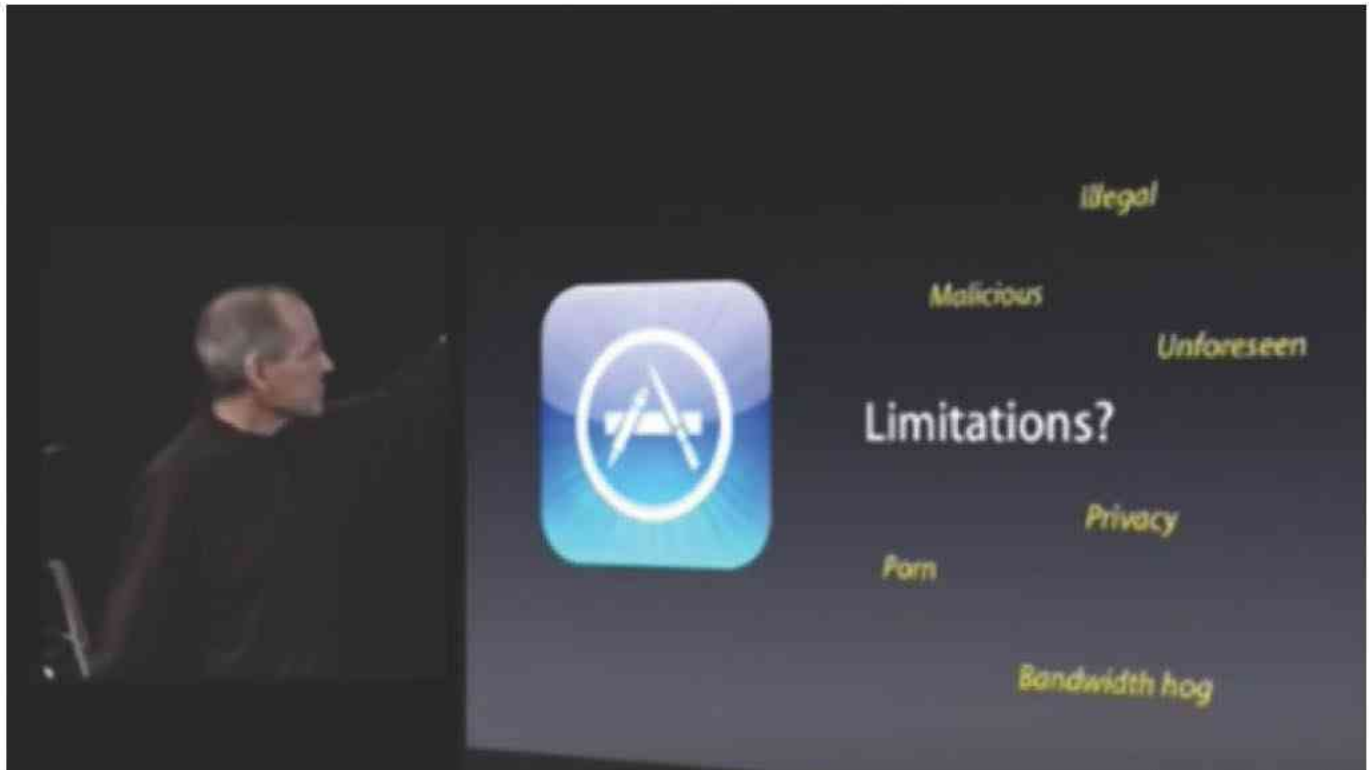 Illegal
Malicious
Unforeseen
Limitations?
Privacy
Porn
Bandwidth hog